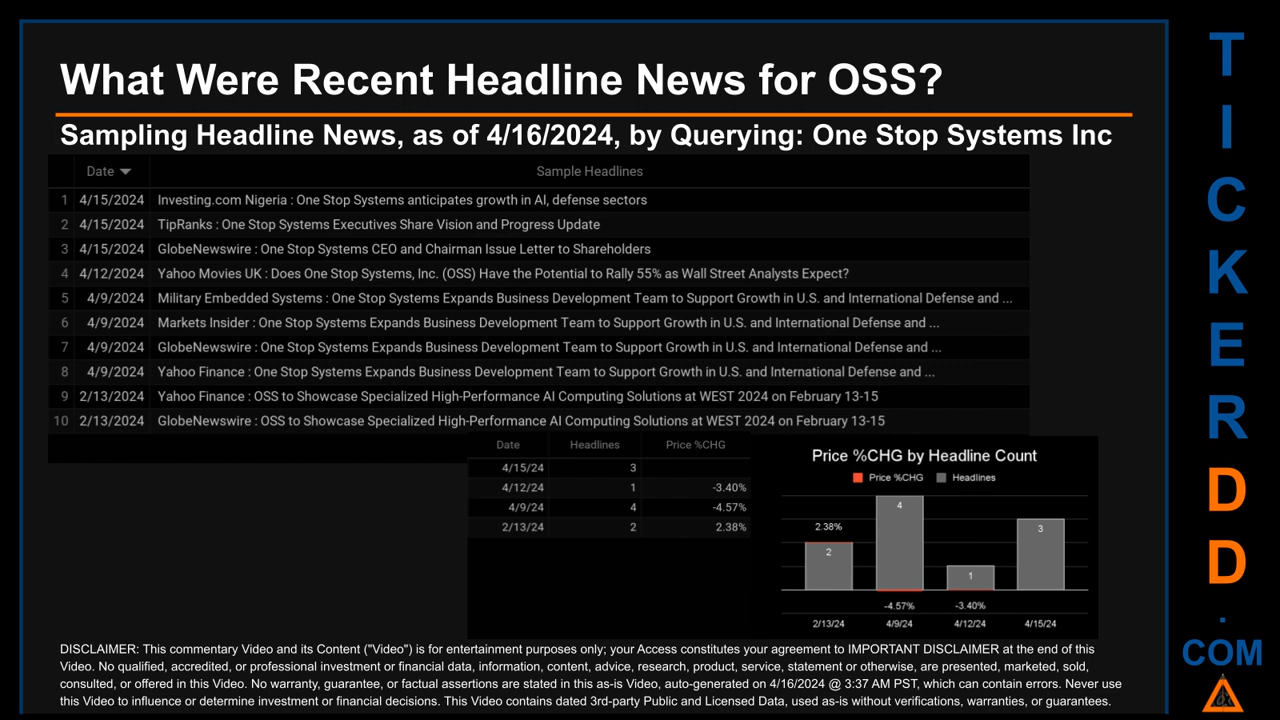 What Were Recent Headline News for OSS?
Sampling Headline News, as of 4/16/2024, by Querying: One Stop Systems Inc
Date Sample Headlines
1 4/15/2024 Investing.com Nigeria : One Stop Systems anticipates growth in AI, defense sectors
2 4/15/2024 TipRanks : One Stop Systems Executives Share Vision and Progress Update
3 4/15/2024 GlobeNewswire : One Stop Systems CEO and Chairman Issue Letter to Shareholders
4 4/12/2024 Yahoo Movies UK : Does One Stop Systems, Inc. (OSS) Have the Potential to Rally 55% as Wall Street Analysts Expect?
5 4/9/2024 Military Embedded Systems : One Stop Systems Expands Business Development Team to Support Growth in U.S. and International Defense and ...
6 4/9/2024 Markets Insider : One Stop Systems Expands Business Development Team to Support Growth in U.S. and International Defense and ...
7 4/9/2024 GlobeNewswire : One Stop Systems Expands Business Development Team to Support Growth in U.S. and International Defense and ...
8 4/9/2024 Yahoo Finance : One Stop Systems Expands Business Development Team to Support Growth in U.S. and International Defense and ...
9 2/13/2024 Yahoo Finance : OSS to Showcase Specialized High-Performance AI Computing Solutions at WEST 2024 on February 13-15
10 2/13/2024 GlobeNewswire : OSS to Showcase Specialized High-Performance AI Computing Solutions at WEST 2024 on February 13-15
Date Headlines Price %CHG
4/15/24 3
4/12/24 1 -3.40%
4/9/24 4 -4.57%
2/13/24 2 2.38%
Price %CHG by Headline Count
Price %CHG Headlines
2.38% 2 4 1 3
-4.57% -3.40%
2/13/24 4/9/24 4/12/24 4/15/24
DISCLAIMER: This commentary Video and its Content ("Video") is for entertainment purposes only; your Access constitutes your agreement to IMPORTANT DISCLAIMER at the end of this
Video. No qualified, accredited, or professional investment or financial data, information, content, advice, research, product, service, statement or otherwise, are presented, marketed, sold,
consulted, or offered in this Video. No warranty, guarantee, or factual assertions are stated in this as-is Video, auto-generated on 4/16/2024 @ 3:37 AM PST, which can contain errors. Never use
this Video to influence or determine investment or financial decisions. This Video contains dated 3rd-party Public and Licensed Data, used as-is without verifications, warranties, or guarantees.
T
I
C
K
E
R
D
D
.
COM